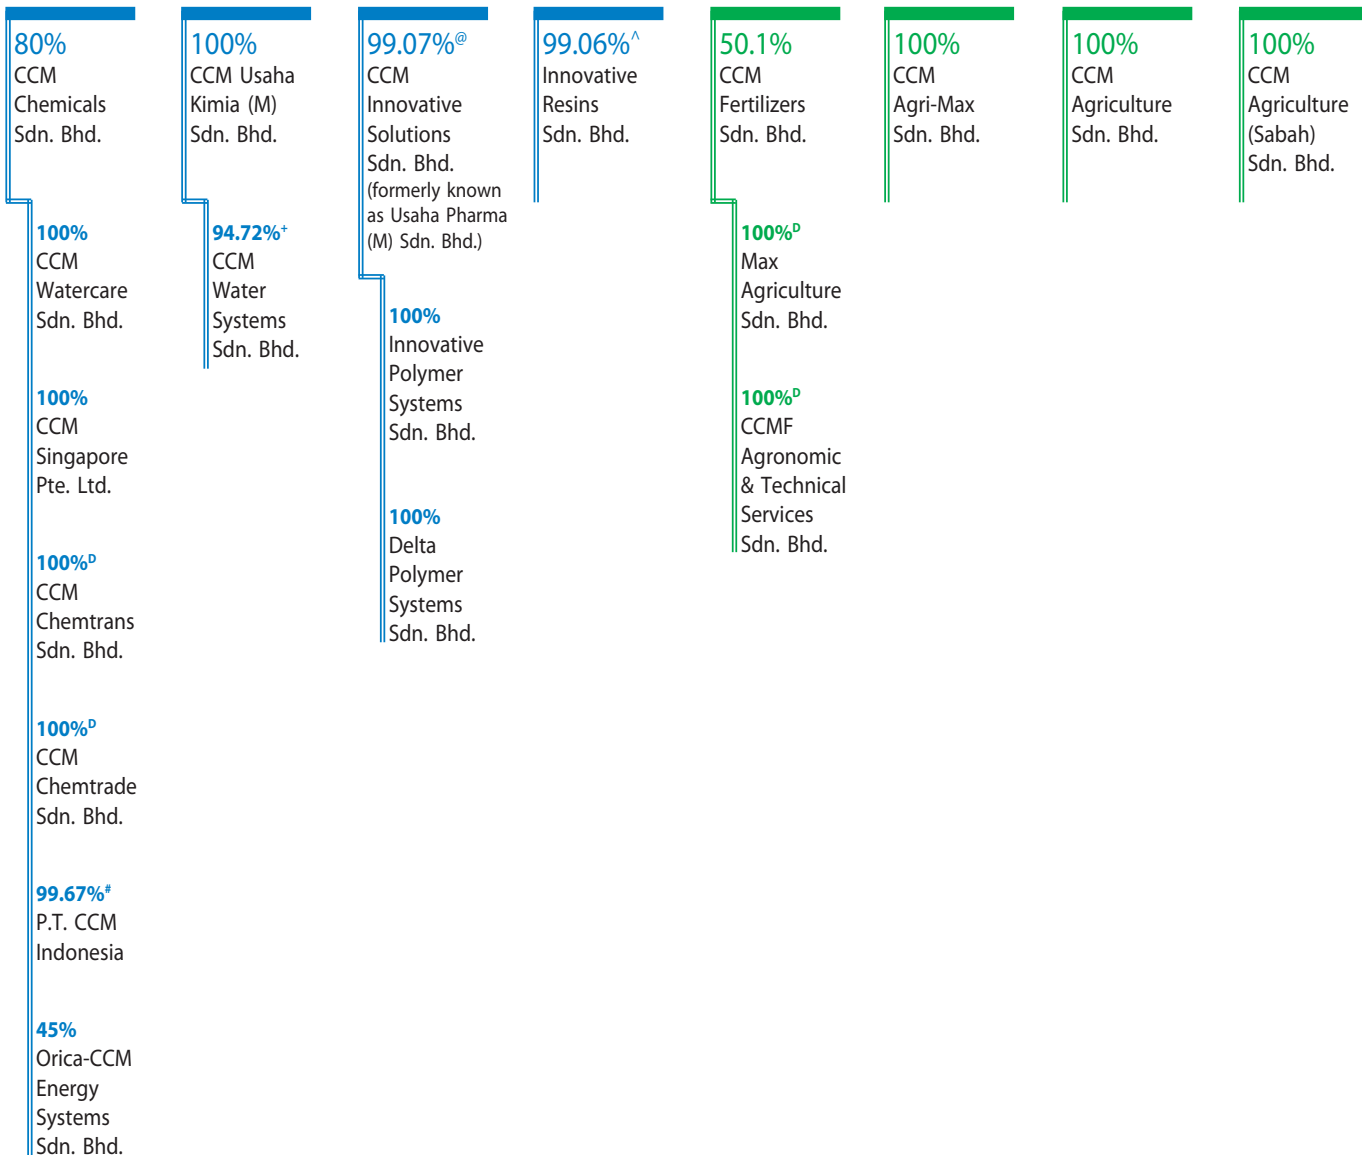 80%
CCM
Chemicals
Sdn. Bhd.
100%
CCM
Watercare
Sdn. Bhd.
100%
CCM
Singapore
Pte. Ltd.
100%ᴰ
CCM
Chemtrans
Sdn. Bhd.
100%ᴰ
CCM
Chemtrade
Sdn. Bhd.
99.67%#
P.T. CCM
Indonesia
45%
Orica-CCM
Energy
Systems
Sdn. Bhd.
100%
CCM Usaha
Kimia (M)
Sdn. Bhd.
94.72%⁺
CCM
Water
Systems
Sdn. Bhd.
99.07%@
CCM
Innovative
Solutions
Sdn. Bhd.
(formerly known
as Usaha Pharma
(M) Sdn. Bhd.)
100%
Innovative
Polymer
Systems
Sdn. Bhd.
100%
Delta
Polymer
Systems
Sdn. Bhd.
99.06%^
Innovative
Resins
Sdn. Bhd.
50.1%
CCM
Fertilizers
Sdn. Bhd.
100%ᴰ
Max
Agriculture
Sdn. Bhd.
100%ᴰ
CCMF
Agronomic
& Technical
Services
Sdn. Bhd.
100%
CCM
Agri-Max
Sdn. Bhd.
100%
CCM
Agriculture
Sdn. Bhd.
100%
CCM
Agriculture
(Sabah)
Sdn. Bhd.